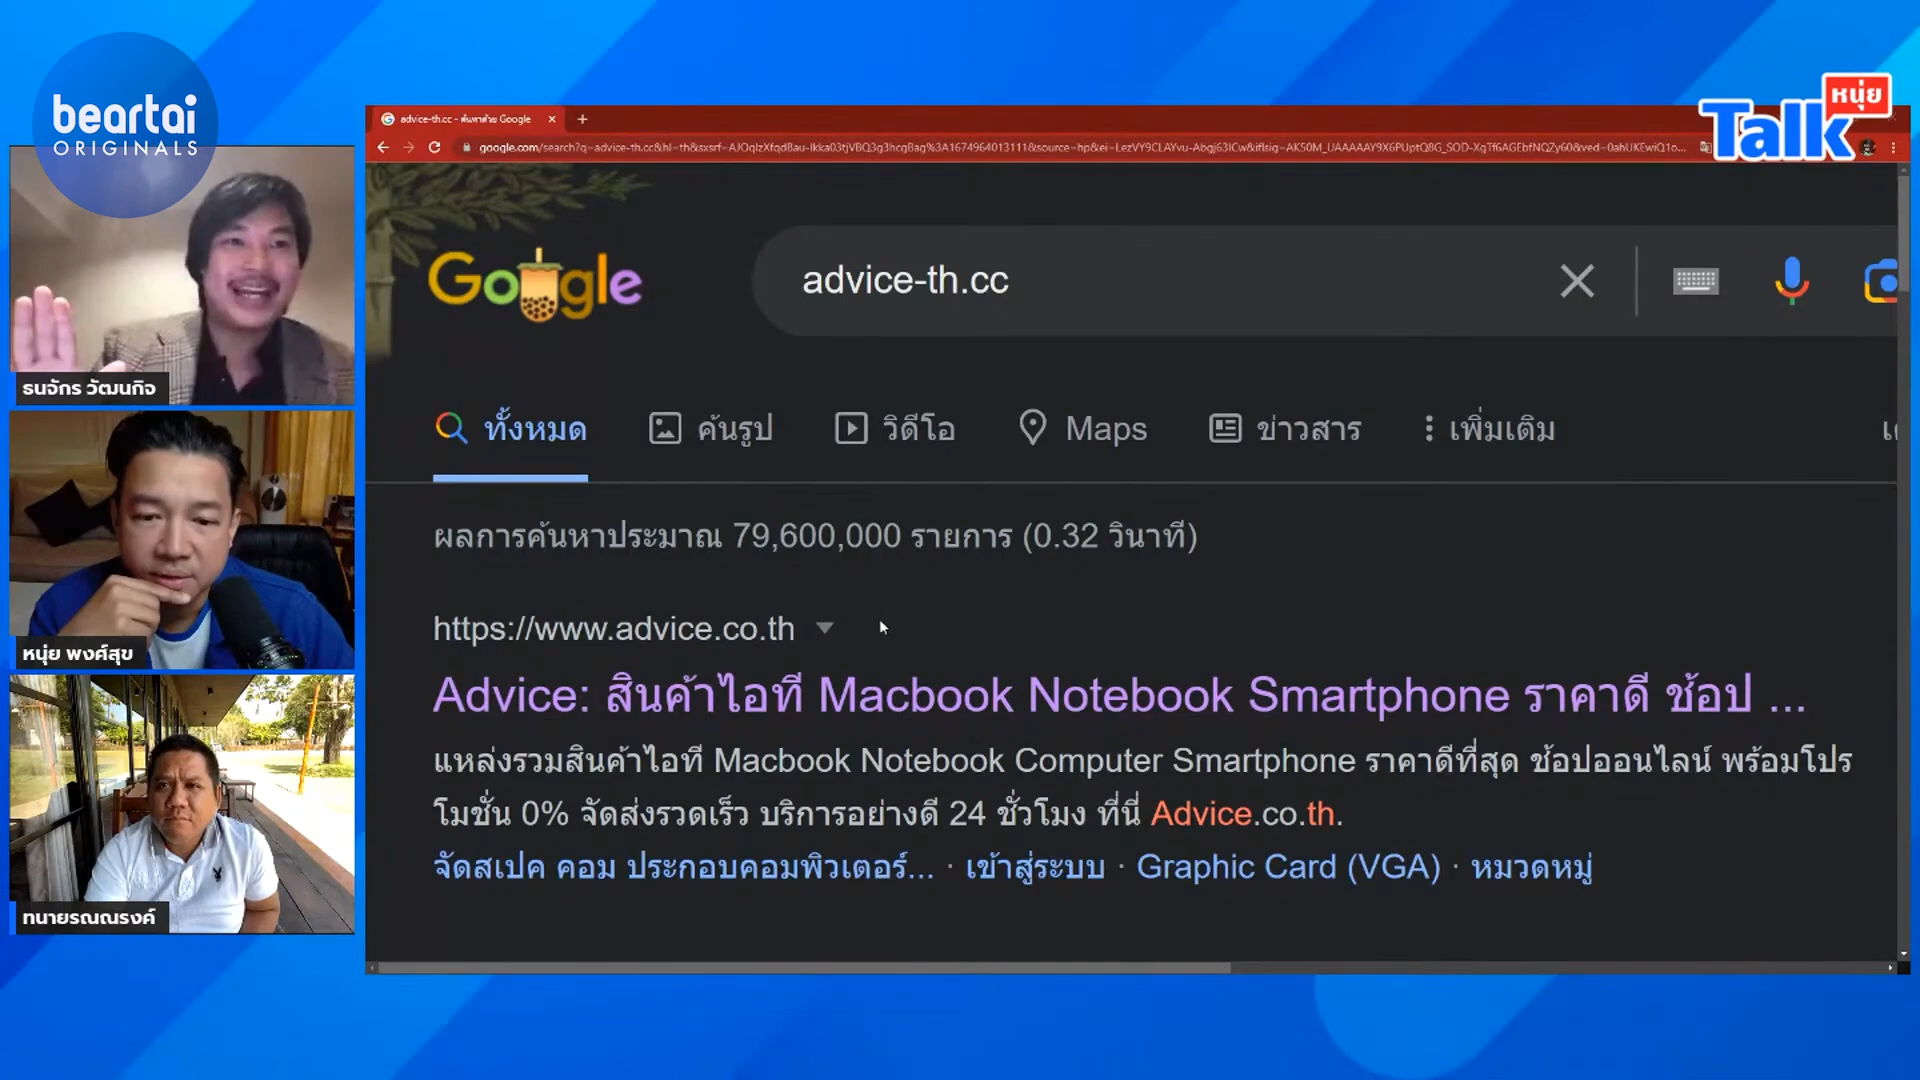 beartai
ORIGINALS
หนุ่ย
Talk
advice-th.cc - ค้นหาด้วย Google
Google
advice-th.cc
ทั้งหมด
ค้นรูป
วิดีโอ
Maps
ข่าวสาร
เพิ่มเติม
ผลการค้นหาประมาณ 79,600,000 รายการ (0.32 วินาที)
https://www.advice.co.th
Advice: สินค้าไอที Macbook Notebook Smartphone ราคาดี ช้อป ...
แหล่งรวมสินค้าไอที Macbook Notebook Computer Smartphone ราคาดีที่สุด ช้อปออนไลน์ พร้อมโปร
โมชั่น 0% จัดส่งรวดเร็ว บริการอย่างดี 24 ชั่วโมง ที่นี่ Advice.co.th.
จัดสเปค คอม ประกอบคอมพิวเตอร์... · เข้าสู่ระบบ · Graphic Card (VGA) · หมวดหมู่
ธนจักร วัฒนกิจ
หนุ่ย พงศ์สุข
ทนายรณณรงค์